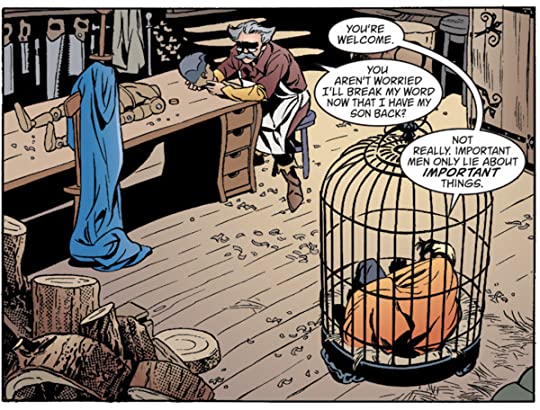 YOU'RE
WELCOME.
YOU
AREN'T WORRIED
I'LL BREAK MY WORD
NOW THAT I HAVE MY
SON BACK?
NOT
REALLY. IMPORTANT
MEN ONLY LIE ABOUT
IMPORTANT
THINGS.